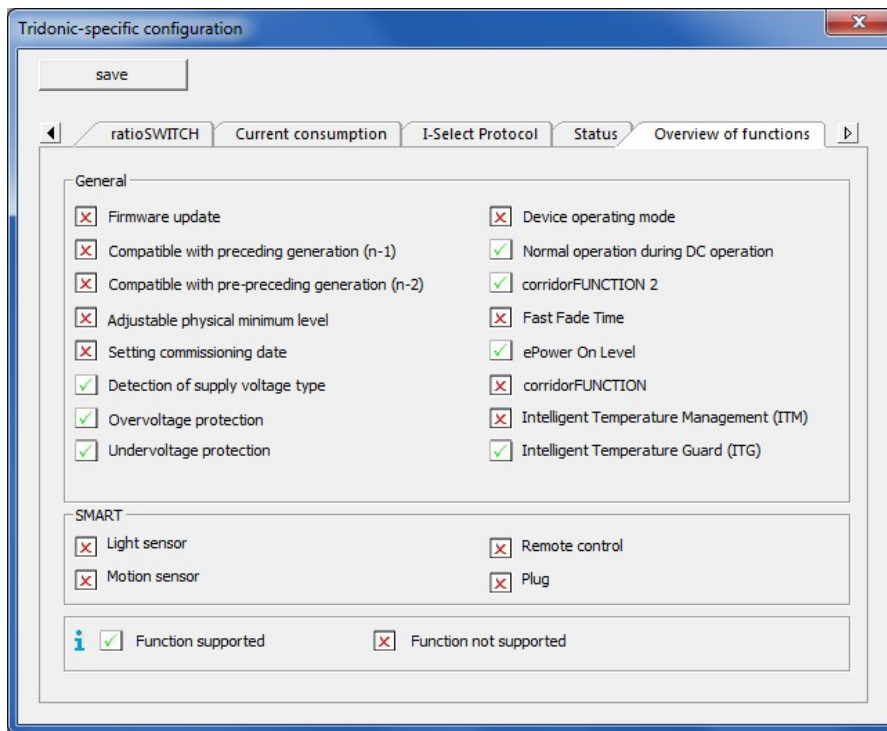 Tridonic-specific configuration
save
ratioSWITCH Current consumption I-Select Protocol Status Overview of functions
General
Firmware update
Compatible with preceding generation (n-1)
Compatible with pre-preceding generation (n-2)
Adjustable physical minimum level
Setting commissioning date
Detection of supply voltage type
Overvoltage protection
Undervoltage protection
Device operating mode
Normal operation during DC operation
corridorFUNCTION 2
Fast Fade Time
ePower On Level
corridorFUNCTION
Intelligent Temperature Management (ITM)
Intelligent Temperature Guard (ITG)
SMART
Light sensor
Motion sensor
Remote control
Plug
Function supported
Function not supported